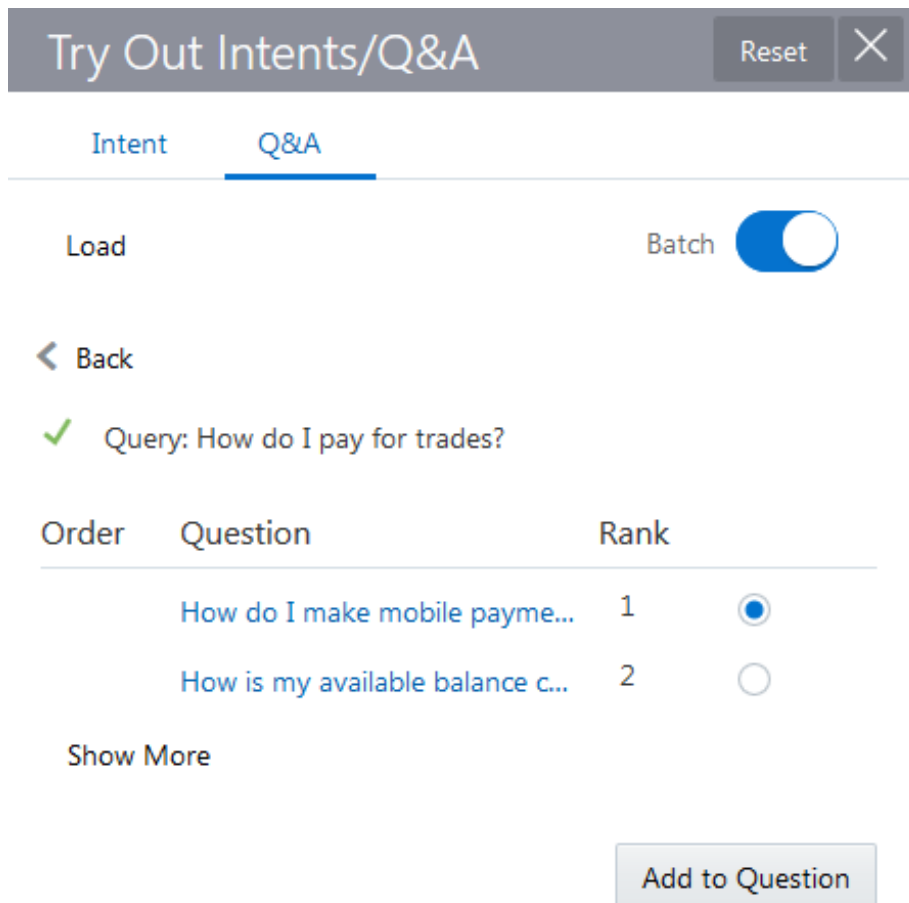 Try Out Intents/Q&A Reset
Intent Q&A
Load Batch
Back
Query: How do I pay for trades?
Order Question Rank
How do I make mobile payme... 1
How is my available balance c... 2
Show More
Add to Question